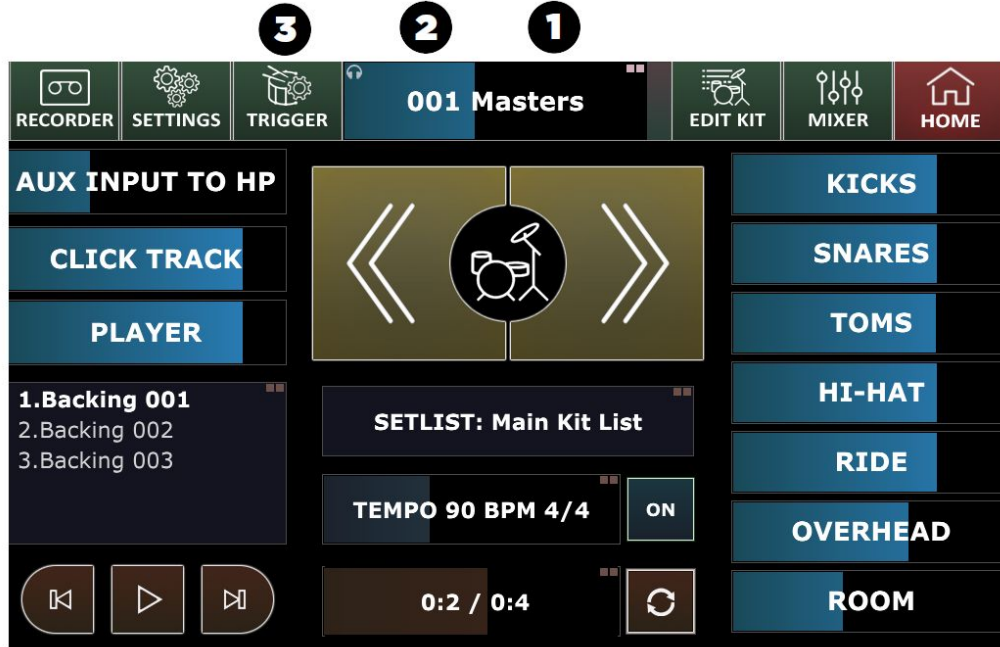 3 2 1
RECORDER SETTINGS TRIGGER 001 Masters EDIT KIT MIXER HOME
AUX INPUT TO HP
CLICK TRACK
PLAYER
1.Backing 001
2.Backing 002
3.Backing 003
SETLIST: Main Kit List
TEMPO 90 BPM 4/4 ON
0:2 / 0:4
KICKS
SNARES
TOMS
HI-HAT
RIDE
OVERHEAD
ROOM